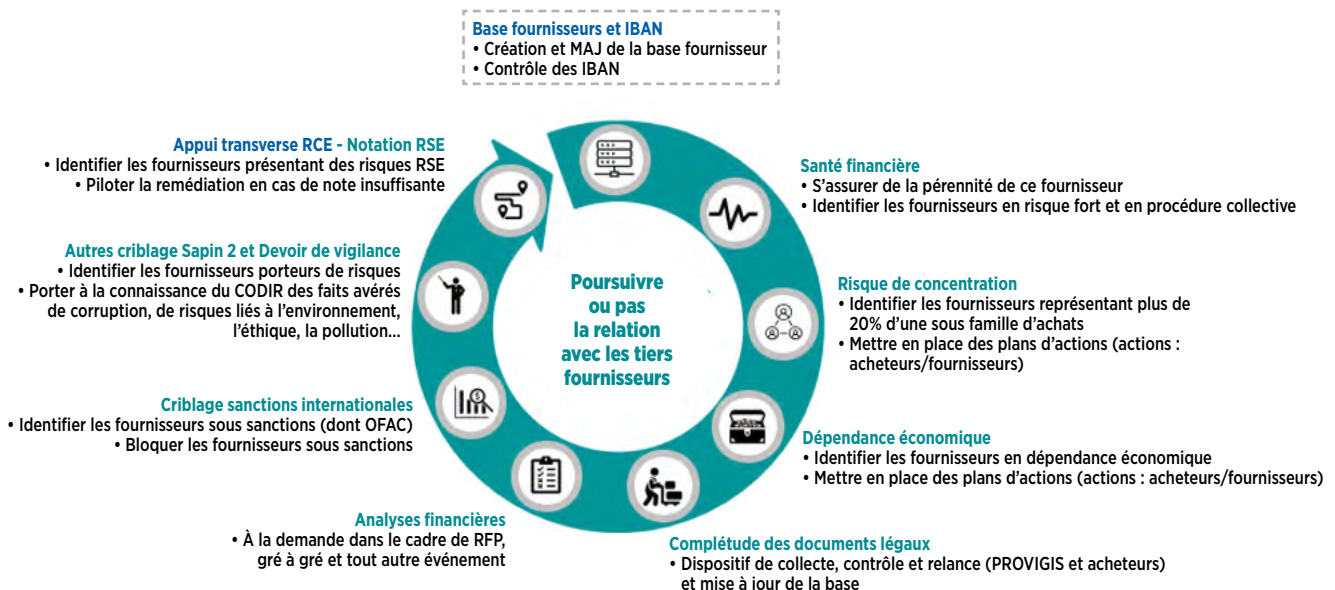 Base fournisseurs et IBAN
• Création et MAJ de la base fournisseur
• Contrôle des IBAN
Santé financière
• S'assurer de la pérennité de ce fournisseur
• Identifier les fournisseurs en risque fort et en procédure collective
Risque de concentration
• Identifier les fournisseurs représentant plus de
20% d'une sous famille d'achats
• Mettre en place des plans d'actions (actions :
acheteurs/fournisseurs)
Dépendance économique
• Identifier les fournisseurs en dépendance économique
• Mettre en place des plans d'actions (actions : acheteurs/fournisseurs)
Complétude des documents légaux
• Dispositif de collecte, contrôle et relance (PROVIGIS et acheteurs)
et mise à jour de la base
Analyses financières
• À la demande dans le cadre de RFP,
gré à gré et tout autre événement
Criblage sanctions internationales
• Identifier les fournisseurs sous sanctions (dont OFAC)
• Bloquer les fournisseurs sous sanctions
Autres criblage Sapin 2 et Devoir de vigilance
• Identifier les fournisseurs porteurs de risques
• Porter à la connaissance du CODIR des faits avérés
de corruption, de risques liés à l'environnement,
l'éthique, la pollution...
Appui transverse RCE - Notation RSE
• Identifier les fournisseurs présentant des risques RSE
• Piloter la remédiation en cas de note insuffisante
Poursuivre
ou pas
la relation
avec les tiers
fournisseurs